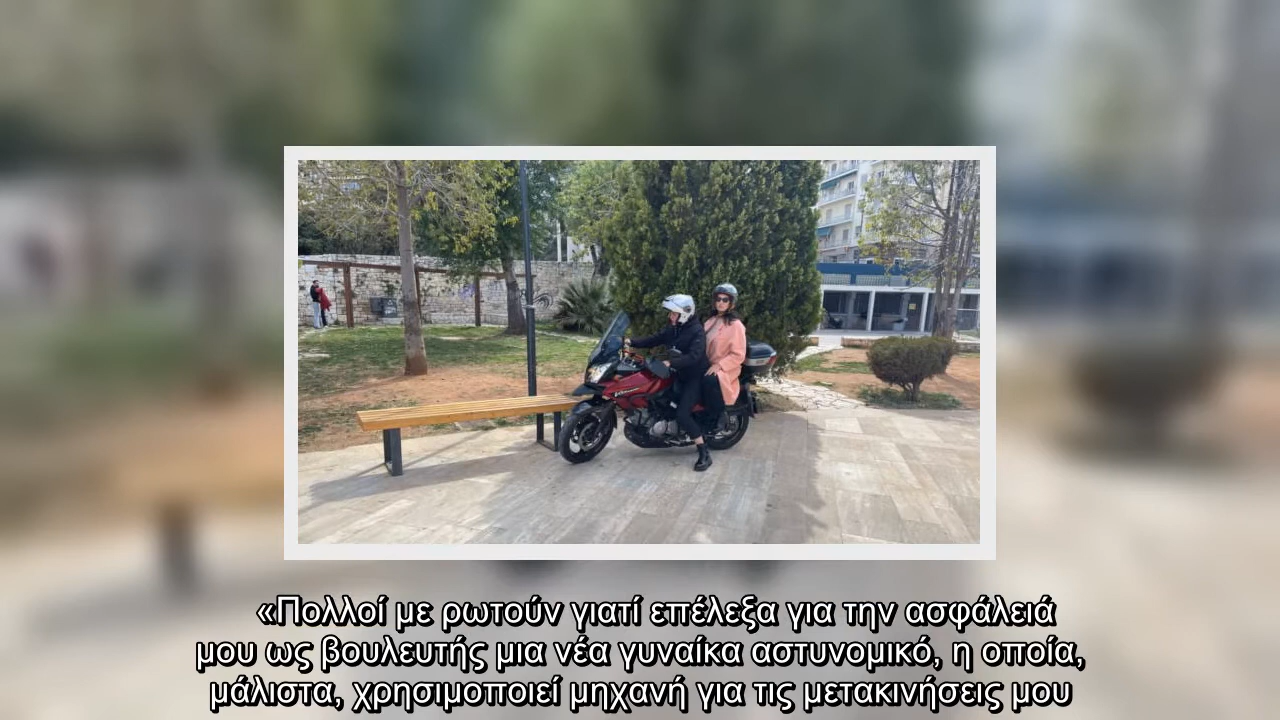 «Πολλοί με ρωτούν γιατί επέλεξα για την ασφάλειά
μου ως βουλευτής μια νέα γυναίκα αστυνομικό, η οποία,
μάλιστα, χρησιμοποιεί μηχανή για τις μετακινήσεις μου